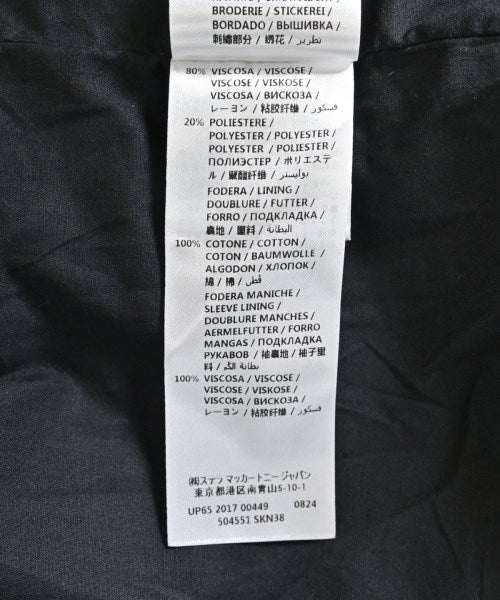 BRODERIE / STICKEREI
BORDADO / ВЫШИВКА /
刺繍部分 / 绣花 / تطريز
80% VISCOSA / VISCOSE /
VISCOSE / VISKOSE /
VISCOSA / ВИСКОЗА /
レーヨン / 粘胶纤维 / فسكوز
20% POLIESTERE /
POLYESTER / POLYESTER /
POLYESTER / POLIESTER /
ПОЛИЭСТЕР / ポリエステ
ル / 聚酯纤维 / بوليستر
FODERA / LINING /
DOUBLURE / FUTTER /
FORRO / ПОДКЛАДКА /
裏地 / 里料 / البطانة
100% COTONE / COTTON /
COTON / BAUMWOLLE /
ALGODON / ХЛОПОК /
綿 / 棉 / قطن
FODERA MANICHE /
SLEEVE LINING /
DOUBLURE MANCHES /
AERMELFUTTER / FORRO
MANGAS / ПОДКЛАДКА
РУКАВОВ / 袖裏地 / 袖子里
料 / بطانة الكم
100% VISCOSA / VISCOSE /
VISCOSE / VISKOSE /
VISCOSA / ВИСКОЗА /
レーヨン / 粘胶纤维 / فسكوز
㈱ステラ マッカートニー ジャパン
東京都港区南青山5-10-1
UP65 2017 00449 0824
504551 SKN38